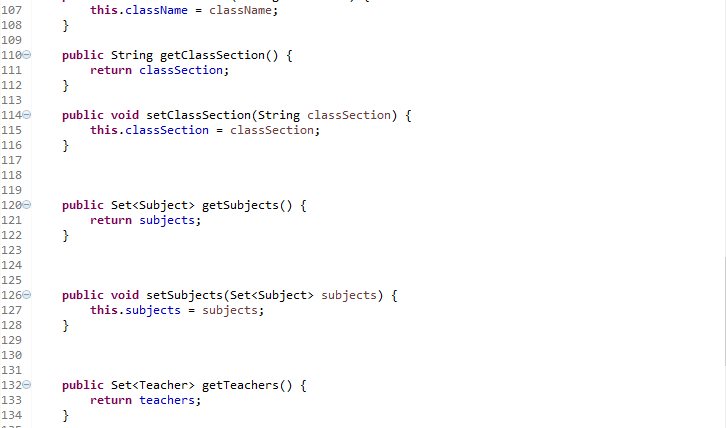 107 this.className = className;
108 }
109
110 public String getClassSection() {
111 return classSection;
112 }
113
114 public void setClassSection(String classSection) {
115 this.classSection = classSection;
116 }
117
118
119
120 public Set<Subject> getSubjects() {
121 return subjects;
122 }
123
124
125
126 public void setSubjects(Set<Subject> subjects) {
127 this.subjects = subjects;
128 }
129
130
131
132 public Set<Teacher> getTeachers() {
133 return teachers;
134 }